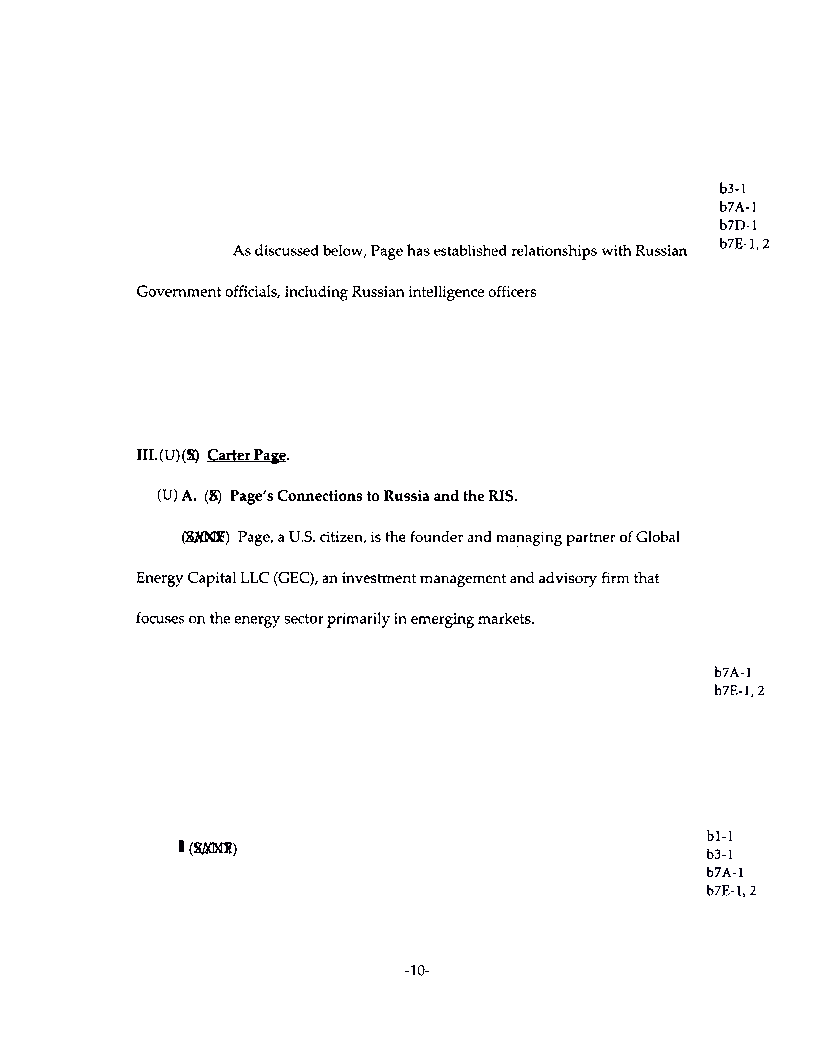 b3-1
b7A-1
b7D-1
b7E-1, 2
As discussed below, Page has established relationships with Russian
Government officials, including Russian intelligence officers
III.(U)(S) Carter Page.
(U) A. (S) Page's Connections to Russia and the RIS.
(S//NF) Page, a U.S. citizen, is the founder and managing partner of Global
Energy Capital LLC (GEC), an investment management and advisory firm that
focuses on the energy sector primarily in emerging markets.
b7A-1
b7E-1, 2
b1-1
(S//NF)
b3-1
b7A-1
b7E-1, 2
-10-